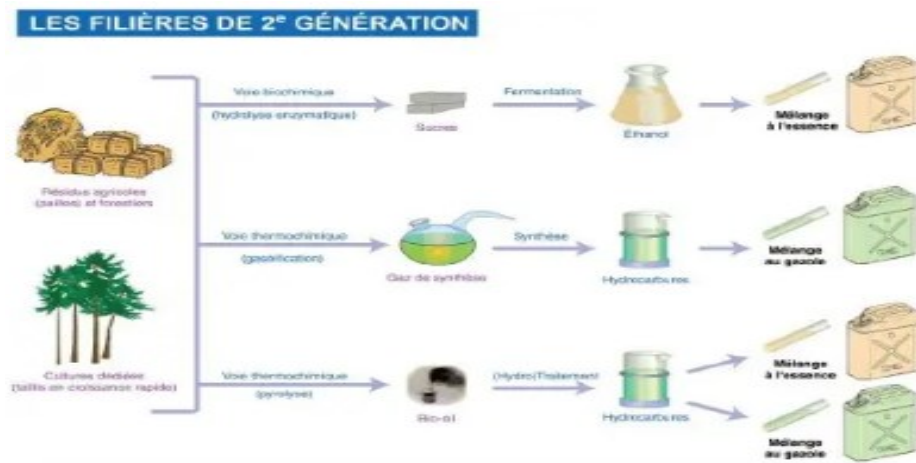 LES FILIÈRES DE 2e GÉNÉRATION
Voie biochimique
(hydrolyse enzymatique)
Sucres
Fermentation
Éthanol
Mélange
à l'essence
Résidus agricoles
(pailles) et forestiers
Voie thermochimique
(gaséification)
Gaz de synthèse
Synthèse
Hydrocarbures
Mélange
au gazole
Cultures dédiées
(taillis en croissance rapide)
Voie thermochimique
(pyrolyse)
Bio-oil
(Hydro)Traitement
Hydrocarbures
Mélange
à l'essence
Mélange
au gazole